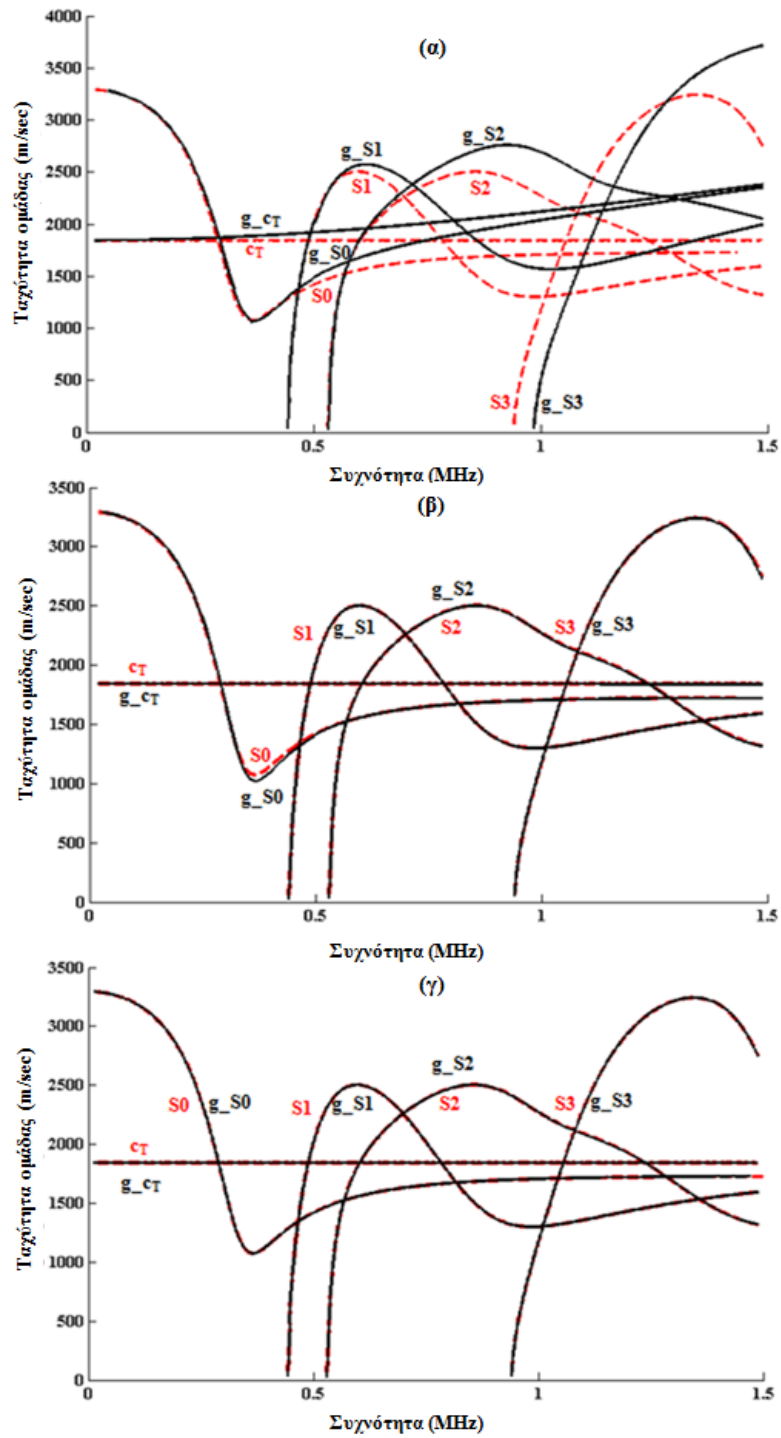 (α)
Ταχύτητα ομάδας (m/sec)
4000
3500
3000
2500
2000
1500
1000
500
0
g_S1
S1
g_S2
S2
g_cT
cT
g_S0
S0
S3
g_S3
0
0.5
1
1.5
Συχνότητα (MHz)
(β)
Ταχύτητα ομάδας (m/sec)
3500
3000
2500
2000
1500
1000
500
0
g_S2
S1
g_S1
S2
S3
g_S3
cT
g_cT
S0
g_S0
0
0.5
1
1.5
Συχνότητα (MHz)
(γ)
Ταχύτητα ομάδας (m/sec)
3500
3000
2500
2000
1500
1000
500
0
g_S2
S0
g_S0
S1
g_S1
S2
S3
g_S3
cT
g_cT
0
0.5
1
1.5
Συχνότητα (MHz)